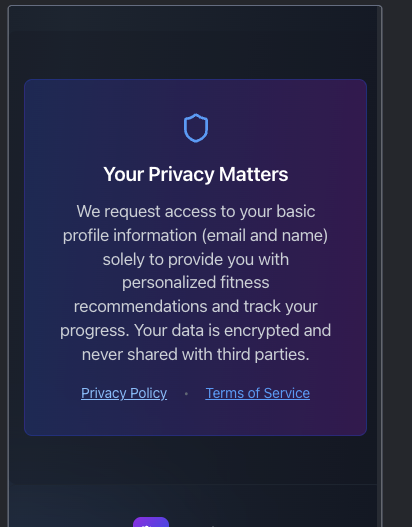 Your Privacy Matters
We request access to your basic
profile information (email and name)
solely to provide you with
personalized fitness
recommendations and track your
progress. Your data is encrypted and
never shared with third parties.
Privacy Policy • Terms of Service